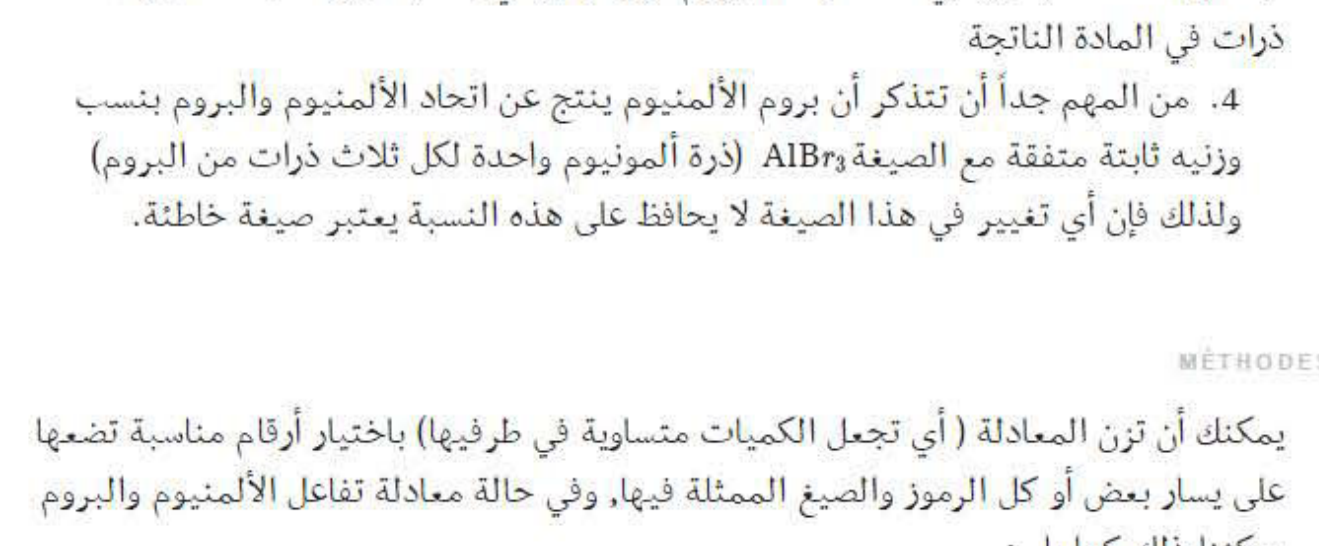 ذرات في المادة الناتجة
4. من المهم جداً أن تتذكر أن بروم الألمنيوم ينتج عن اتحاد الألمنيوم والبروم بنسب
وزنيه ثابتة متفقة مع الصيغة AlBr₃ (ذرة ألمونيوم واحدة لكل ثلاث ذرات من البروم)
ولذلك فإن أي تغيير في هذا الصيغة لا يحافظ على هذه النسبة يعتبر صيغة خاطئة.
MÉTHODES
يمكنك أن تزن المعادلة ( أي تجعل الكميات متساوية في طرفيها) باختيار أرقام مناسبة تضعها
على يسار بعض أو كل الرموز والصيغ الممثلة فيها, وفي حالة معادلة تفاعل الألمنيوم والبروم